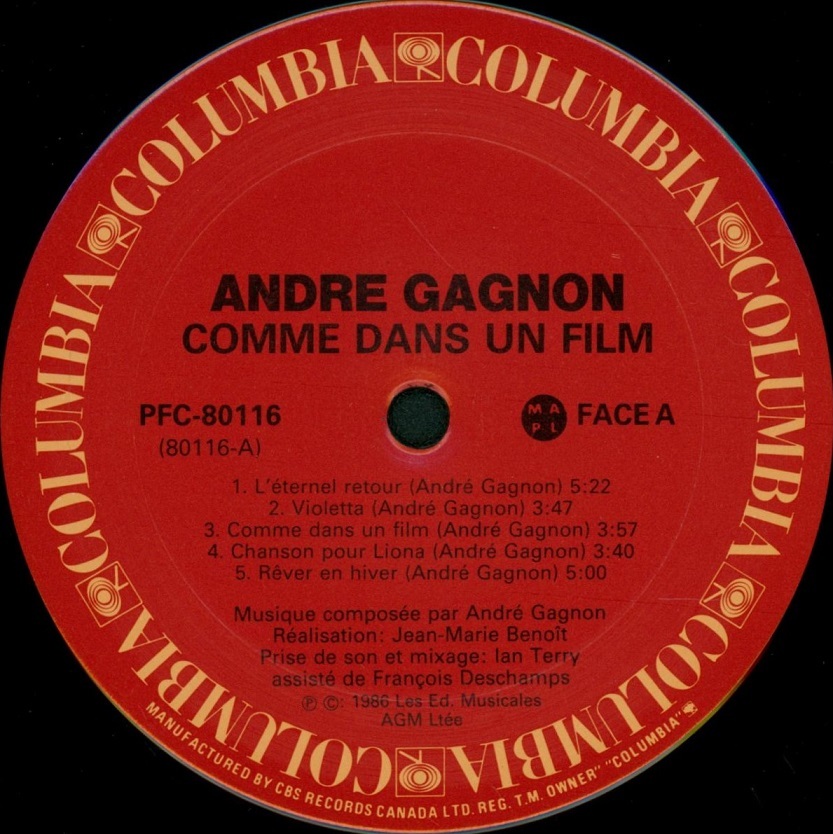 COLUMBIA COLUMBIA COLUMBIA COLUMBIA COLUMBIA COLUMBIA COLUMBIA COLUMBIA
ANDRE GAGNON
COMME DANS UN FILM
PFC-80116
(80116-A)
MAPL
FACE A
1. L'éternel retour (André Gagnon) 5:22
2. Violetta (André Gagnon) 3:47
3. Comme dans un film (André Gagnon) 3:57
4. Chanson pour Liona (André Gagnon) 3:40
5. Rêver en hiver (André Gagnon) 5:00
Musique composée par André Gagnon
Réalisation: Jean-Marie Benoît
Prise de son et mixage: Ian Terry
assisté de François Deschamps
℗ ©: 1986 Les Ed. Musicales
AGM Ltée
MANUFACTURED BY CBS RECORDS CANADA LTD. REG. T.M. OWNER" "COLUMBIA"